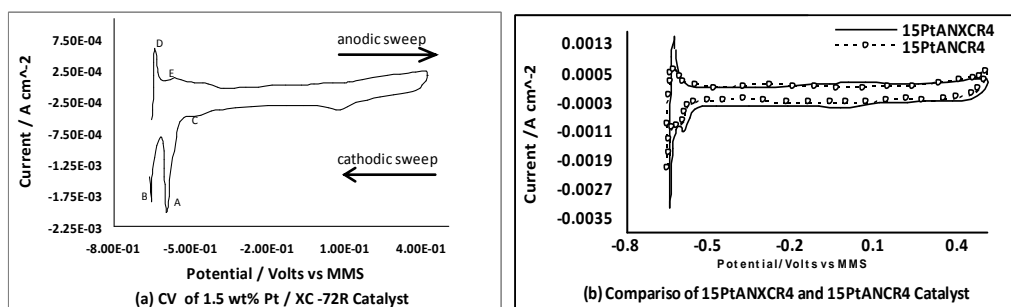 7.50E-04
2.50E-04
-2.50E-04
-7.50E-04
-1.25E-03
-1.75E-03
-2.25E-03
Current / A cm^-2
D
E
C
B
A
anodic sweep
cathodic sweep
-8.00E-01 -5.00E-01 -2.00E-01 1.00E-01 4.00E-01
Potential / Volts vs MMS
(a) CV of 1.5 wt% Pt / XC -72R Catalyst
15PtANXCR4
15PtANCR4
0.0013
0.0005
-0.0003
-0.0011
-0.0019
-0.0027
-0.0035
Current / A cm^-2
-0.8 -0.5 -0.2 0.1 0.4
Potential/Volts vs MMS
(b) Compariso of 15PtANXCR4 and 15PtANCR4 Catalyst